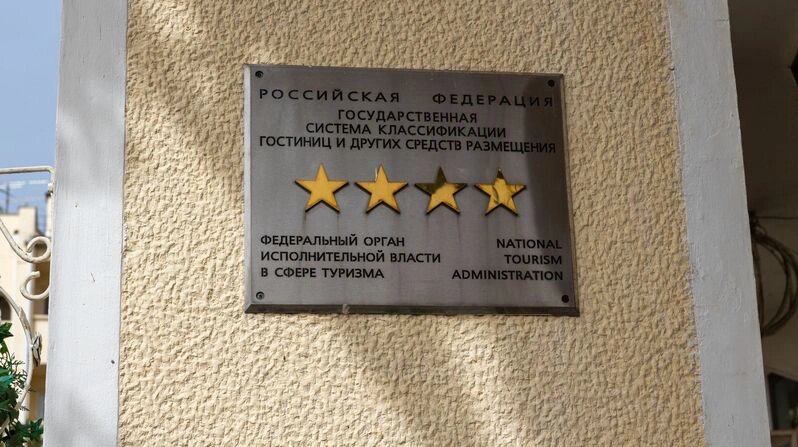 РОССИЙСКАЯ ФЕДЕРАЦИЯ
ГОСУДАРСТВЕННАЯ
СИСТЕМА КЛАССИФИКАЦИИ
ГОСТИНИЦ И ДРУГИХ СРЕДСТВ РАЗМЕЩЕНИЯ
ФЕДЕРАЛЬНЫЙ ОРГАН
ИСПОЛНИТЕЛЬНОЙ ВЛАСТИ
В СФЕРЕ ТУРИЗМА
NATIONAL
TOURISM
ADMINISTRATION